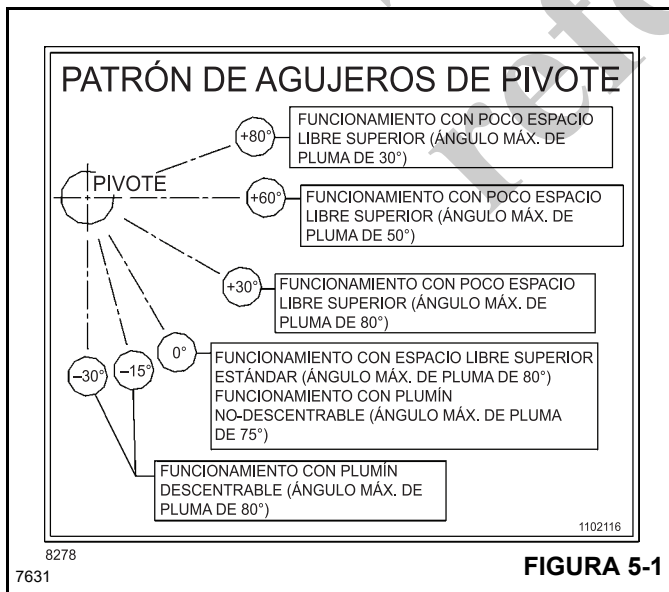 PATRÓN DE AGUJEROS DE PIVOTE
+80°
FUNCIONAMIENTO CON POCO ESPACIO
LIBRE SUPERIOR (ÁNGULO MÁX. DE
PLUMA DE 30°)
PIVOTE
+60°
FUNCIONAMIENTO CON POCO ESPACIO
LIBRE SUPERIOR (ÁNGULO MÁX. DE
PLUMA DE 50°)
+30°
FUNCIONAMIENTO CON POCO ESPACIO
LIBRE SUPERIOR (ÁNGULO MÁX. DE
PLUMA DE 80°)
0°
FUNCIONAMIENTO CON ESPACIO LIBRE SUPERIOR
ESTÁNDAR (ÁNGULO MÁX. DE PLUMA DE 80°)
FUNCIONAMIENTO CON PLUMÍN
NO-DESCENTRABLE (ÁNGULO MÁX. DE PLUMA
DE 75°)
–30°
–15°
FUNCIONAMIENTO CON PLUMÍN
DESCENTRABLE (ÁNGULO MÁX. DE
PLUMA DE 80°)
1102116
8278
7631
FIGURA 5-1